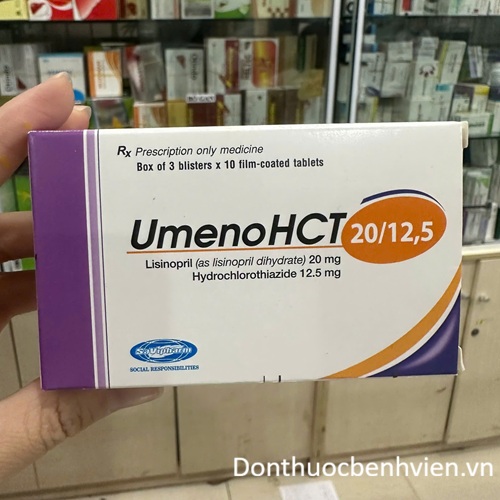 Rx Prescription only medicine
Box of 3 blisters x 10 film-coated tablets
UmenoHCT 20/12,5
Lisinopril (as lisinopril dihydrate) 20 mg
Hydrochlorothiazide 12.5 mg
SaVipharm
SOCIAL RESPONSIBILITIES
Donthuocbenhvien.vn